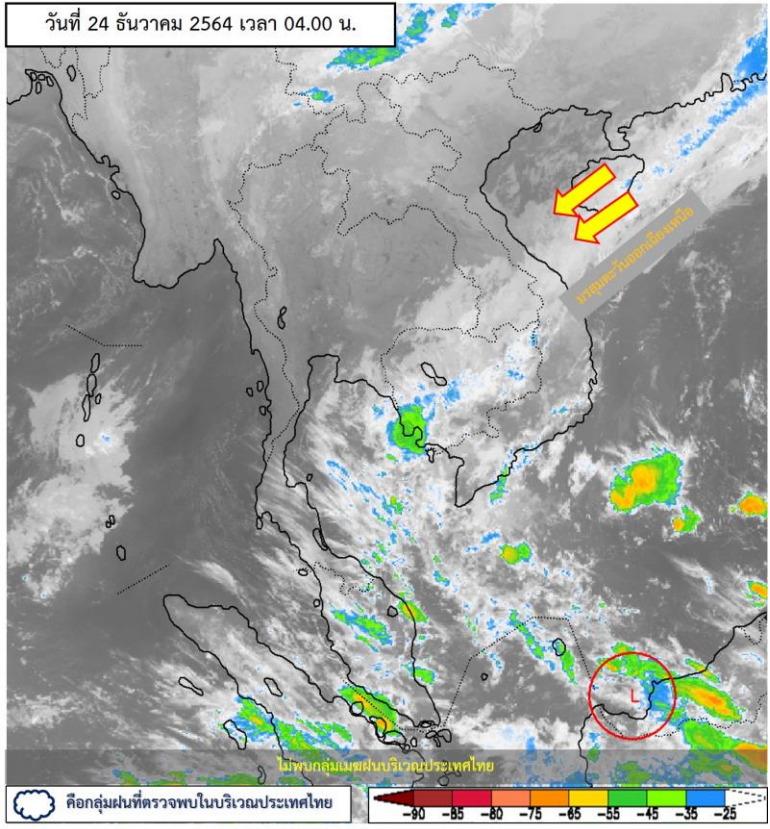 วันที่ 24 ธันวาคม 2564 เวลา 04.00 น.
มรสุมตะวันออกเฉียงเหนือ
L
ไม่พบกลุ่มเมฆฝนบริเวณประเทศไทย
คือกลุ่มฝนที่ตรวจพบในบริเวณประเทศไทย
-90 -85 -80 -75 -65 -55 -45 -35 -25